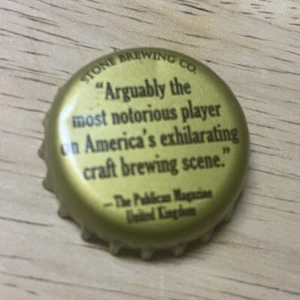 STONE BREWING CO.
"Arguably the
most notorious player
on America's exhilarating
craft brewing scene."
—The Publican Magazine
United Kingdom